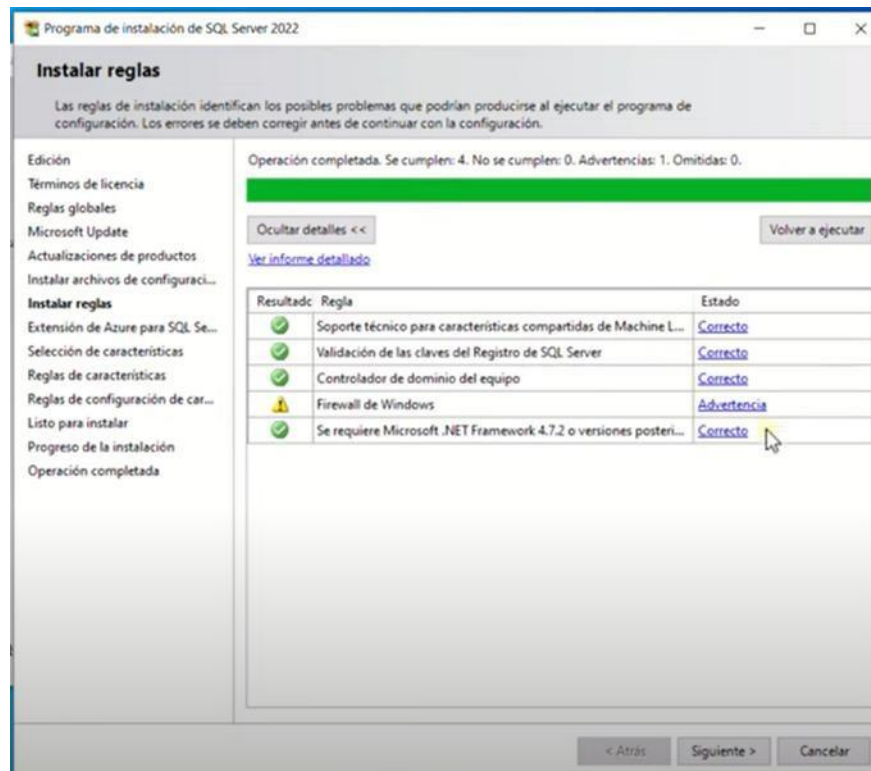 Programa de instalación de SQL Server 2022
Instalar reglas
Las reglas de instalación identifican los posibles problemas que podrían producirse al ejecutar el programa de
configuración. Los errores se deben corregir antes de continuar con la configuración.
Edición
Términos de licencia
Reglas globales
Microsoft Update
Actualizaciones de productos
Instalar archivos de configuraci...
Instalar reglas
Extensión de Azure para SQL Se...
Selección de características
Reglas de características
Reglas de configuración de car...
Listo para instalar
Progreso de la instalación
Operación completada
Operación completada. Se cumplen: 4. No se cumplen: 0. Advertencias: 1. Omitidas: 0.
Ocultar detalles <<
Volver a ejecutar
Ver informe detallado
Resultado Regla Estado
Soporte técnico para características compartidas de Machine L... Correcto
Validación de las claves del Registro de SQL Server Correcto
Controlador de dominio del equipo Correcto
Firewall de Windows Advertencia
Se requiere Microsoft .NET Framework 4.7.2 o versiones posteri... Correcto
< Atrás Siguiente > Cancelar